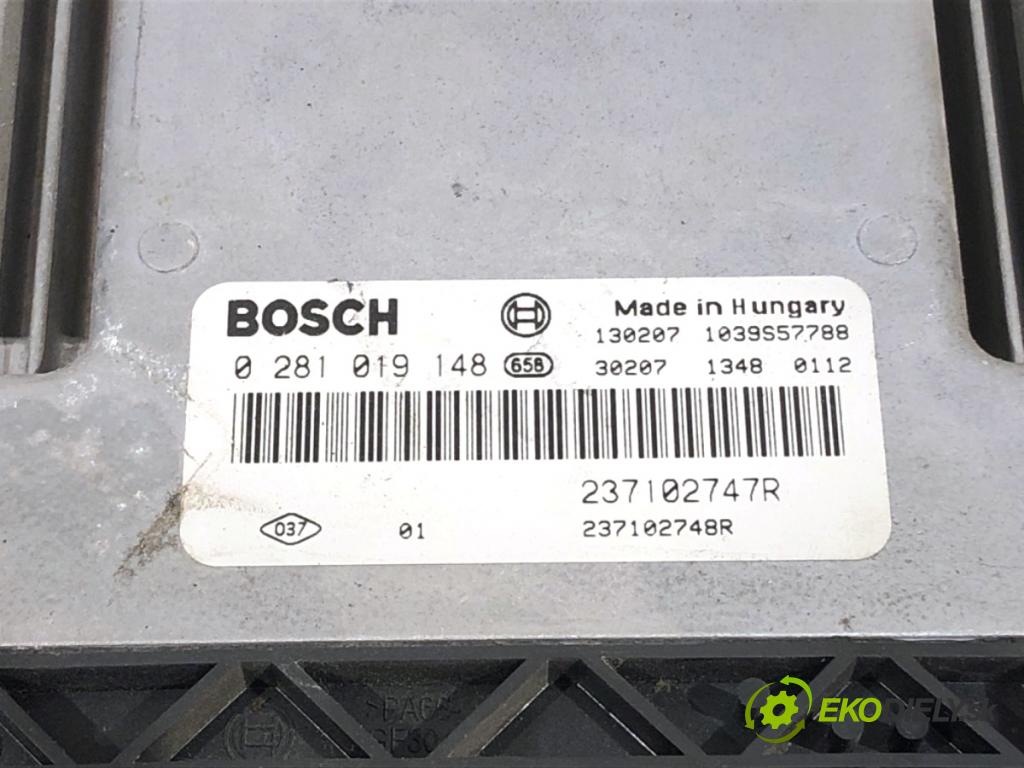 BOSCH
Made in Hungary
130207 1039S57788
0 281 019 148 658
30207 1348 0112
237102747R
037 01 237102748R
EKODIELY.SK